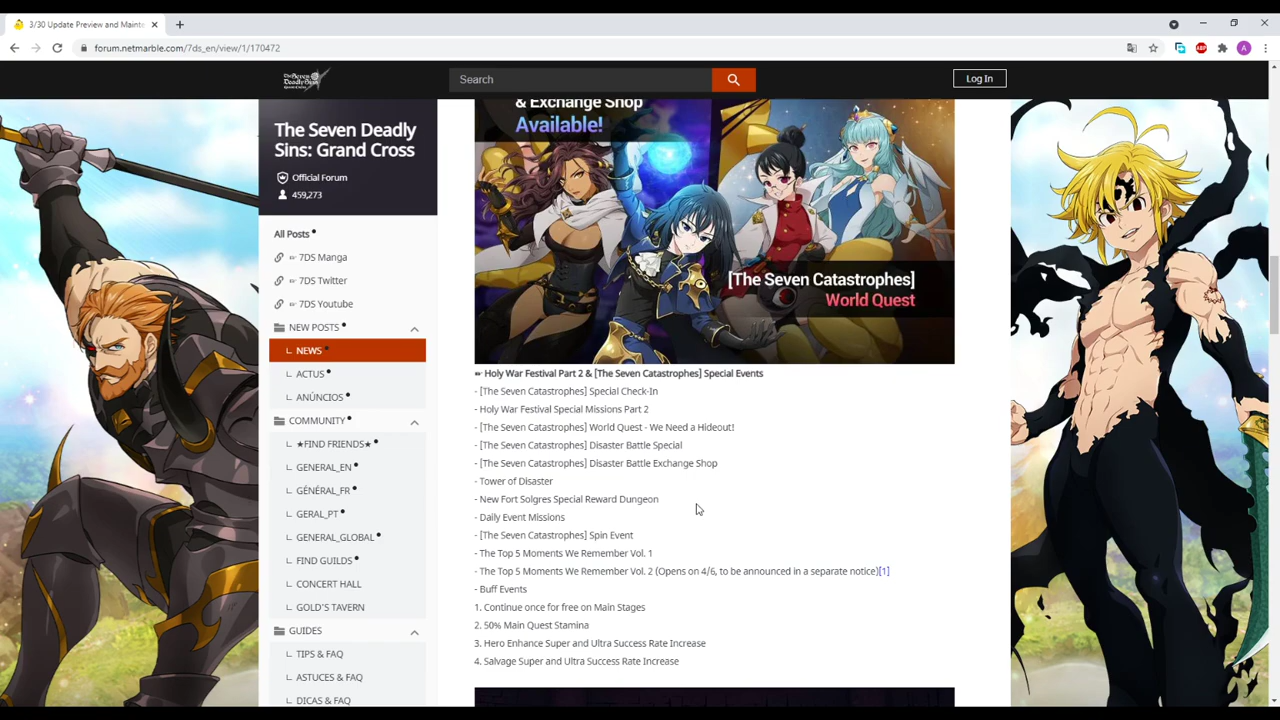 3/30 Update Preview and Mainte
forum.netmarble.com/7ds_en/view/1/170472
A
The Seven Deadly Sins
Search
Log In
The Seven Deadly
Sins: Grand Cross
Official Forum
459,273
All Posts
7DS Manga
7DS Twitter
7DS Youtube
NEW POSTS
NEWS
ACTUS
ANÚNCIOS
COMMUNITY
★FIND FRIENDS★
GENERAL_EN
GÉNÉRAL_FR
GERAL_PT
GENERAL_GLOBAL
FIND GUILDS
CONCERT HALL
GOLD'S TAVERN
GUIDES
TIPS & FAQ
ASTUCES & FAQ
DICAS & FAQ
& Exchange Shop
Available!
[The Seven Catastrophes]
World Quest
✏ Holy War Festival Part 2 & [The Seven Catastrophes] Special Events
- [The Seven Catastrophes] Special Check-In
- Holy War Festival Special Missions Part 2
- [The Seven Catastrophes] World Quest - We Need a Hideout!
- [The Seven Catastrophes] Disaster Battle Special
- [The Seven Catastrophes] Disaster Battle Exchange Shop
- Tower of Disaster
- New Fort Solgres Special Reward Dungeon
- Daily Event Missions
- [The Seven Catastrophes] Spin Event
- The Top 5 Moments We Remember Vol. 1
- The Top 5 Moments We Remember Vol. 2 (Opens on 4/6, to be announced in a separate notice)[1]
- Buff Events
1. Continue once for free on Main Stages
2. 50% Main Quest Stamina
3. Hero Enhance Super and Ultra Success Rate Increase
4. Salvage Super and Ultra Success Rate Increase